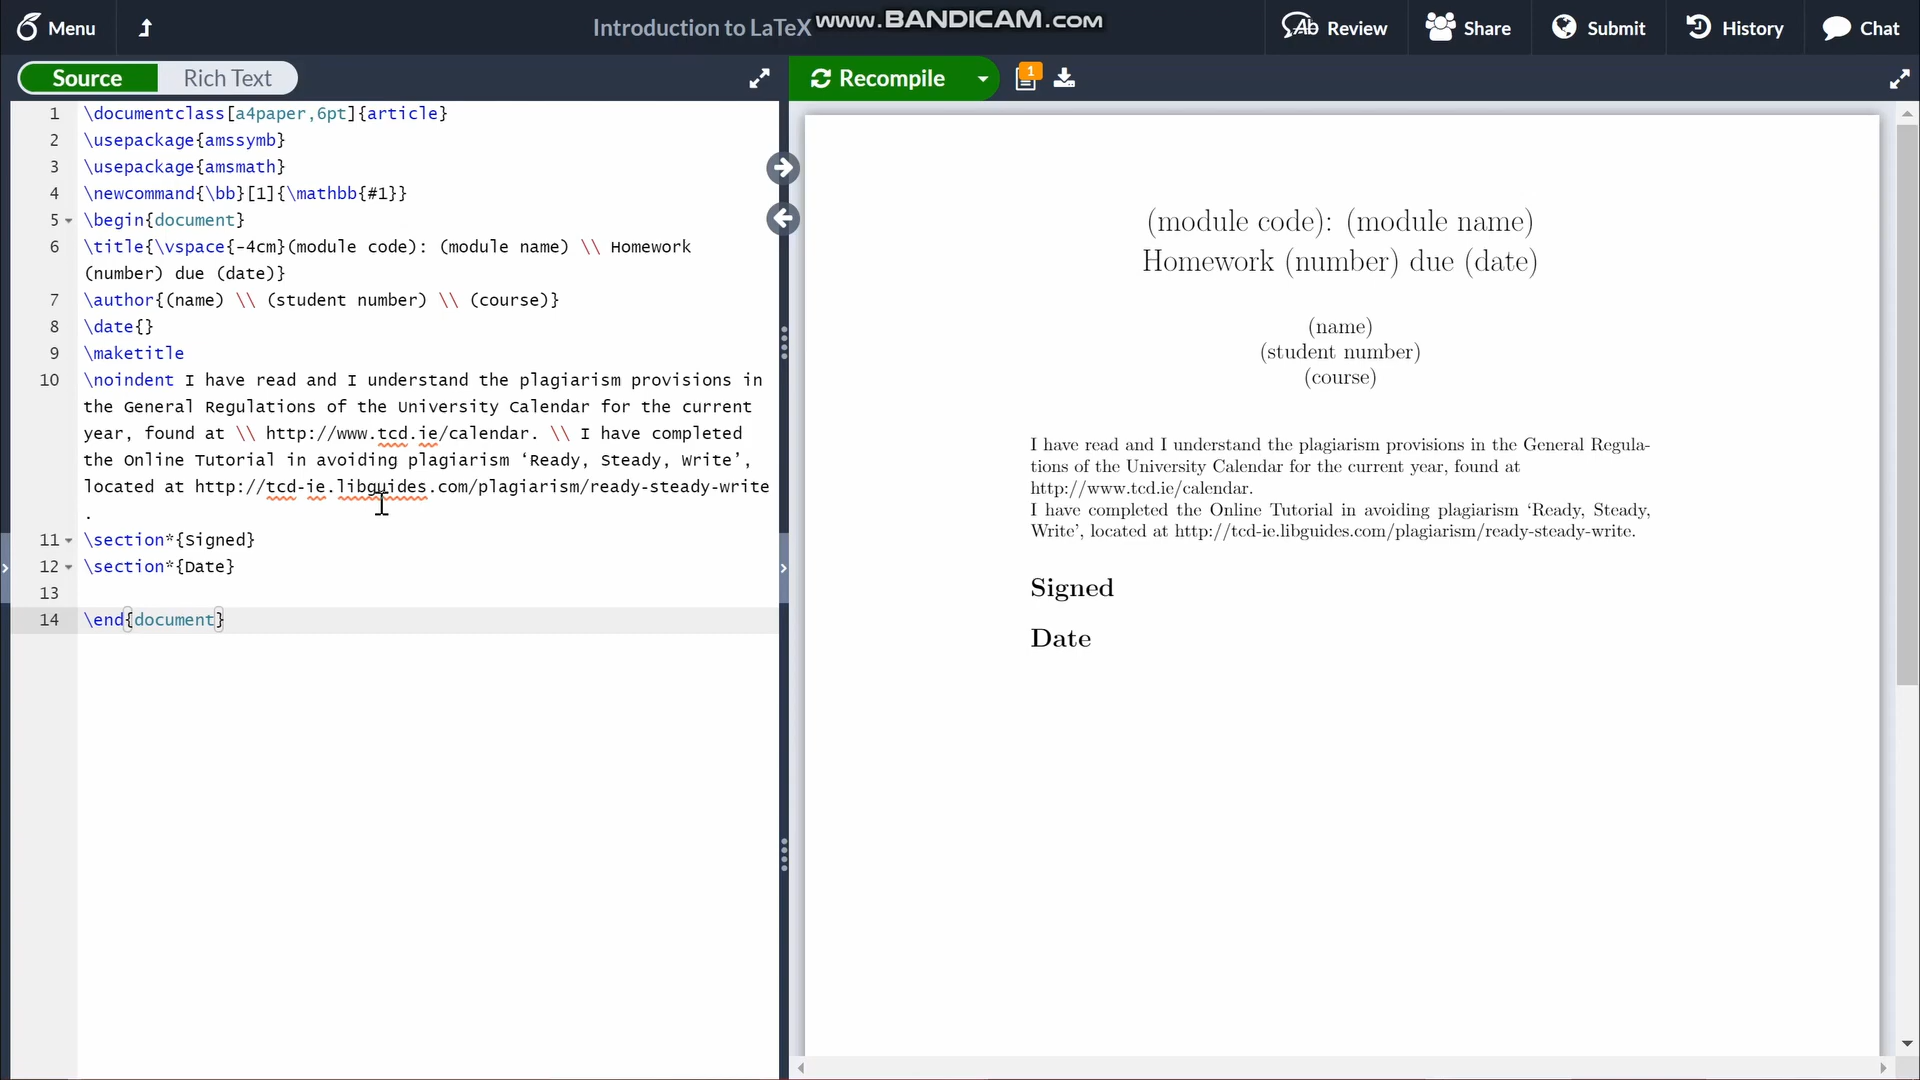 Menu
Introduction to LaTeX
www.BANDICAM.com
Review
Share
Submit
History
Chat
Source
Rich Text
Recompile
1
1 \documentclass[a4paper,6pt]{article}
2 \usepackage{amssymb}
3 \usepackage{amsmath}
4 \newcommand{\bb}[1]{\mathbb{#1}}
5 \begin{document}
6 \title{\vspace{-4cm}(module code): (module name) \\ Homework
(number) due (date)}
7 \author{(name) \\ (student number) \\ (course)}
8 \date{}
9 \maketitle
10 \noindent I have read and I understand the plagiarism provisions in
the General Regulations of the University Calendar for the current
year, found at \\ http://www.tcd.ie/calendar. \\ I have completed
the Online Tutorial in avoiding plagiarism ‘Ready, Steady, Write’,
located at http://tcd-ie.libguides.com/plagiarism/ready-steady-write
.
11 \section*{Signed}
12 \section*{Date}
13
14 \end{document}
(module code): (module name)
Homework (number) due (date)
(name)
(student number)
(course)
I have read and I understand the plagiarism provisions in the General Regula-
tions of the University Calendar for the current year, found at
http://www.tcd.ie/calendar.
I have completed the Online Tutorial in avoiding plagiarism ‘Ready, Steady,
Write’, located at http://tcd-ie.libguides.com/plagiarism/ready-steady-write.
Signed
Date